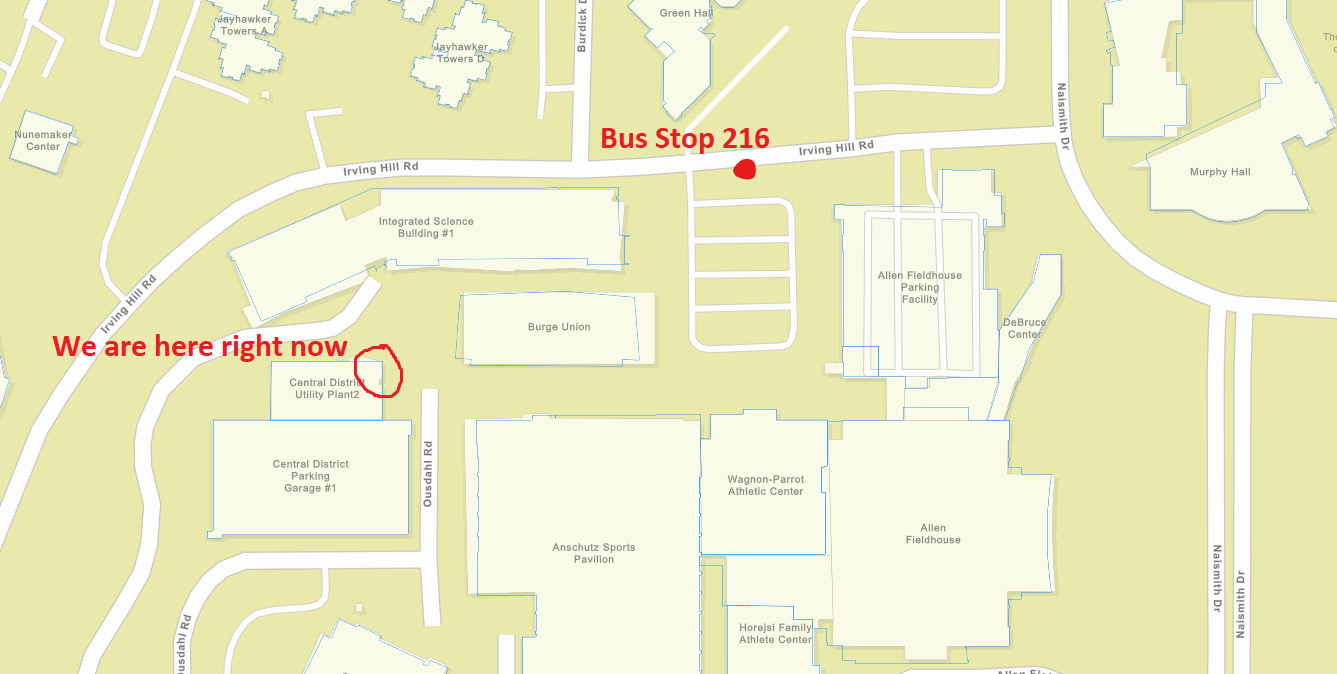 Jayhawker
Towers A
Jayhawker
Towers D
Burdick D
Green Hall
The
Nunemaker
Center
Bus Stop 216
Naismith Dr
Irving Hill Rd
Irving Hill Rd
Murphy Hall
Integrated Science
Building #1
Allen Fieldhouse
Parking
Facility
Irving Hill Rd
Burge Union
DeBruce
Center
We are here right now
Central District
Utility Plant2
Ousdahl Rd
Central District
Parking
Garage #1
Wagnon-Parrot
Athletic Center
Allen
Fieldhouse
Anschutz Sports
Pavilion
Naismith Dr
Naismith Dr
Ousdahl Rd
Horejsi Family
Athlete Center